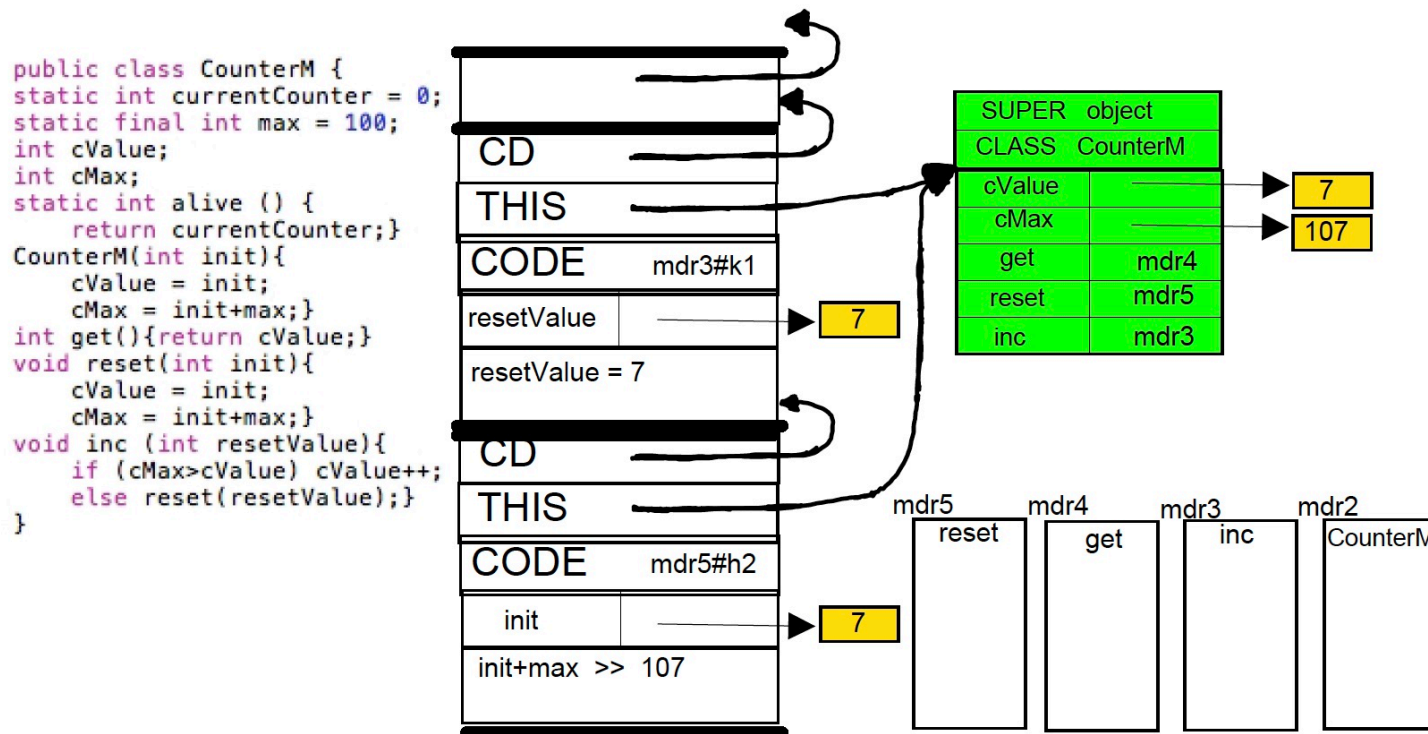 public class CounterM {
static int currentCounter = 0;
static final int max = 100;
int cValue;
int cMax;
static int alive () {
return currentCounter;}
CounterM(int init){
cValue = init;
cMax = init+max;}
int get(){return cValue;}
void reset(int init){
cValue = init;
cMax = init+max;}
void inc (int resetValue){
if (cMax>cValue) cValue++;
else reset(resetValue);}
}
CD
THIS
CODE mdr3#k1
resetValue 7
resetValue = 7
CD
THIS
CODE mdr5#h2
init 7
init+max >> 107
SUPER object
CLASS CounterM
cValue 7
cMax 107
get mdr4
reset mdr5
inc mdr3
mdr5 mdr4 mdr3 mdr2
reset get inc CounterM